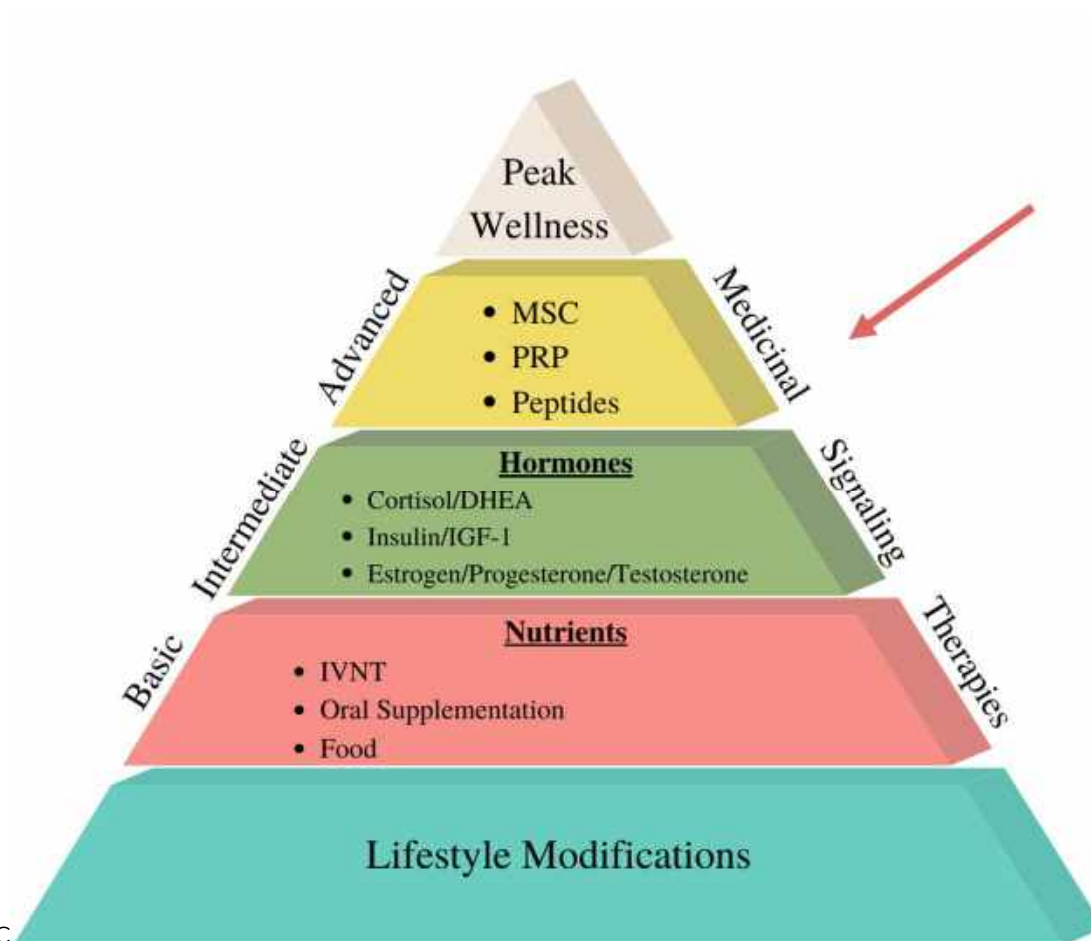 Peak
Wellness
Advanced
Medicinal
• MSC
• PRP
• Peptides
Intermediate
Signaling
Hormones
• Cortisol/DHEA
• Insulin/IGF-1
• Estrogen/Progesterone/Testosterone
Basic
Therapies
Nutrients
• IVNT
• Oral Supplementation
• Food
Lifestyle Modifications